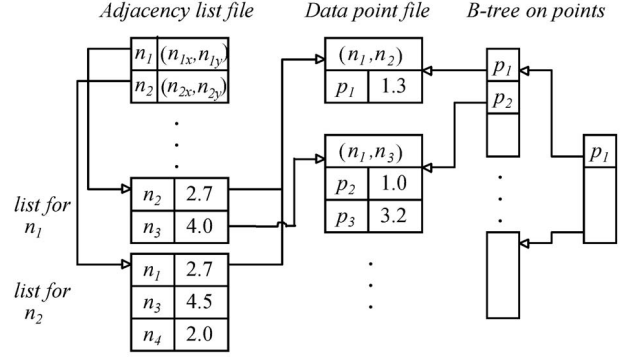 Adjacency list file
Data point file
B-tree on points
n1 (n1x,n1y)
n2 (n2x,n2y)
list for
n1
n2 2.7
n3 4.0
list for
n2
n1 2.7
n3 4.5
n4 2.0
(n1,n2)
p1 1.3
(n1,n3)
p2 1.0
p3 3.2
p1
p2
p1